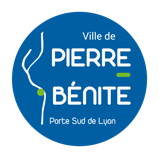 Ville de
PIERRE-
BÉNITE
Porte Sud de Lyon